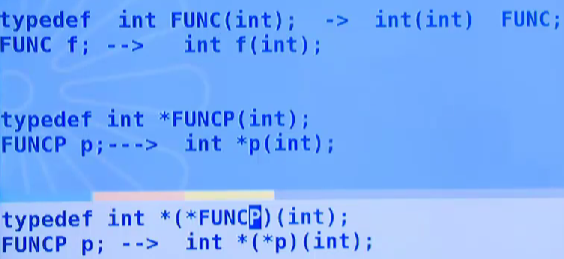 typedef  int FUNC(int);  ->  int(int)  FUNC;
FUNC f; -->   int f(int);
typedef int *FUNCP(int);
FUNCP p;--->  int *p(int);
typedef int *(*FUNCP)(int);
FUNCP p; -->  int *(*p)(int);